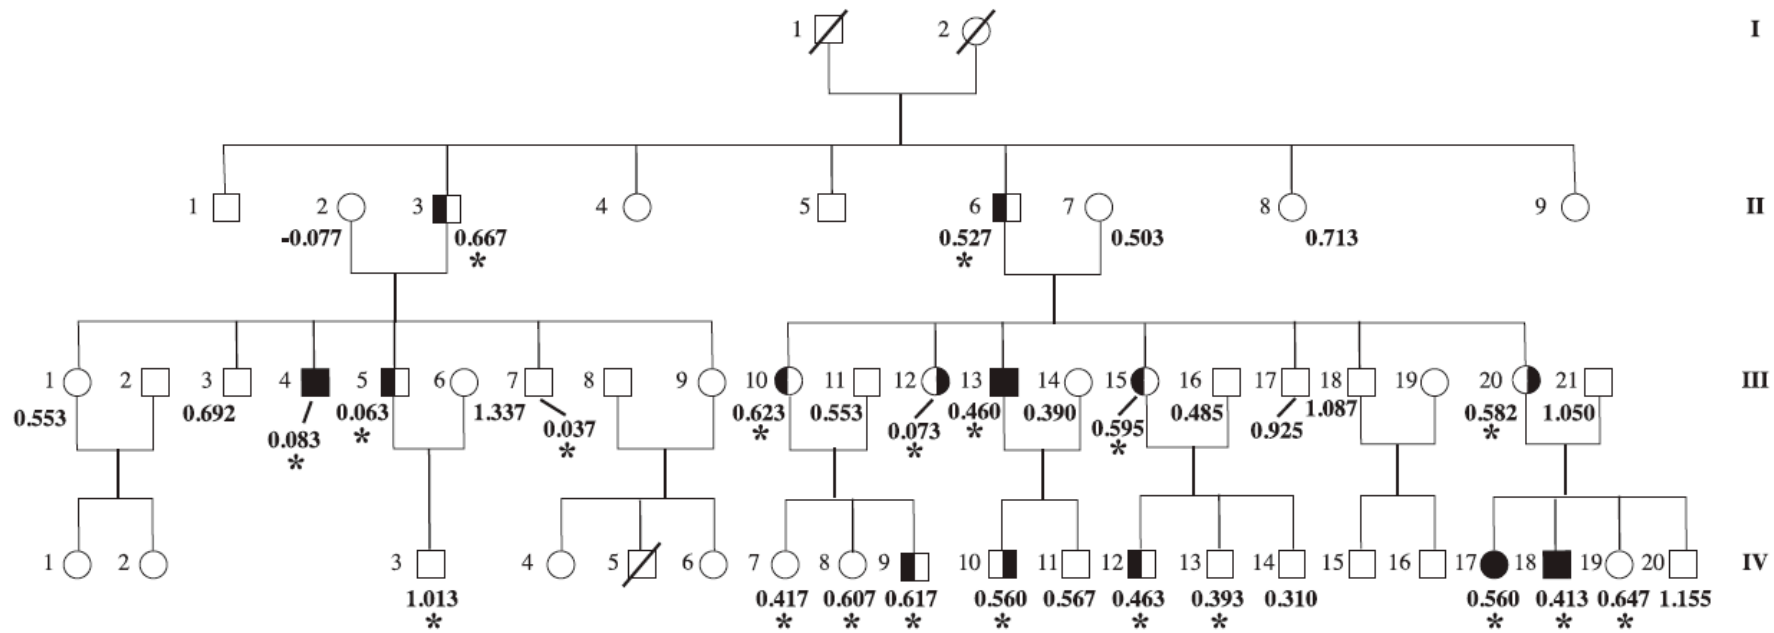 1 2 I
1 2 3 4 5 6 7 8 9 II
-0.077 0.667 0.527 0.503 0.713
* *
1 2 3 4 5 6 7 8 9 10 11 12 13 14 15 16 17 18 19 20 21 III
0.553 0.692 0.083 0.063 1.337 0.037 0.623 0.553 0.073 0.460 0.390 0.595 0.485 0.925 1.087 0.582 1.050
* * * * * * * *
1 2 3 4 5 6 7 8 9 10 11 12 13 14 15 16 17 18 19 20 IV
1.013 0.417 0.607 0.617 0.560 0.567 0.463 0.393 0.310 0.560 0.413 0.647 1.155
* * * * * * * * * *